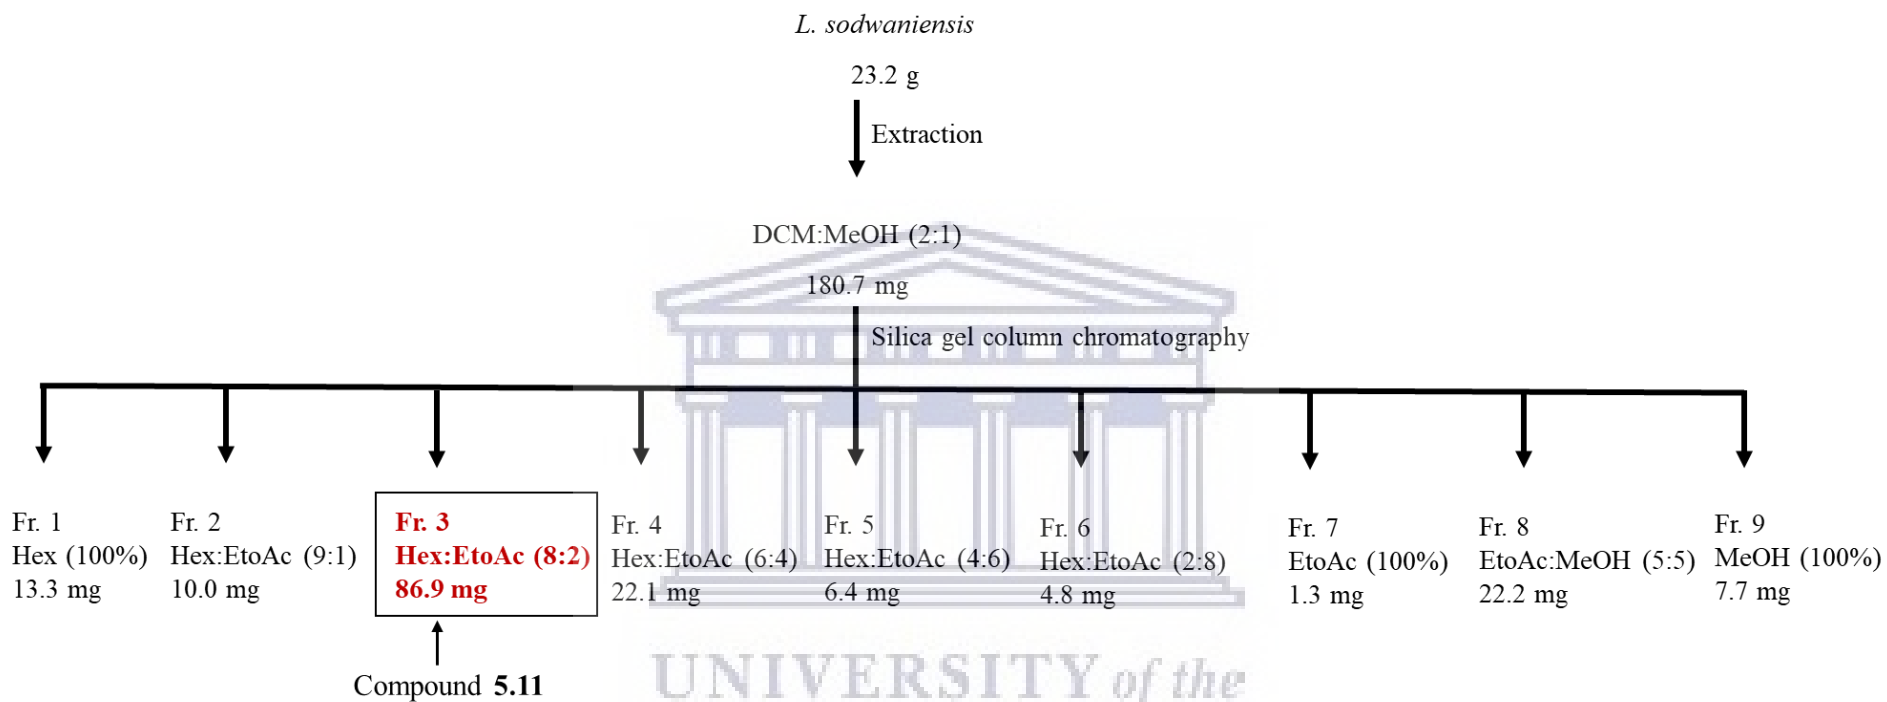 L. sodwaniensis
23.2 g
Extraction
DCM:MeOH (2:1)
180.7 mg
Silica gel column chromatography
Fr. 1
Hex (100%)
13.3 mg
Fr. 2
Hex:EtoAc (9:1)
10.0 mg
Fr. 3
Hex:EtoAc (8:2)
86.9 mg
Fr. 4
Hex:EtoAc (6:4)
22.1 mg
Fr. 5
Hex:EtoAc (4:6)
6.4 mg
Fr. 6
Hex:EtoAc (2:8)
4.8 mg
Fr. 7
EtoAc (100%)
1.3 mg
Fr. 8
EtoAc:MeOH (5:5)
22.2 mg
Fr. 9
MeOH (100%)
7.7 mg
Compound 5.11
UNIVERSITY of the